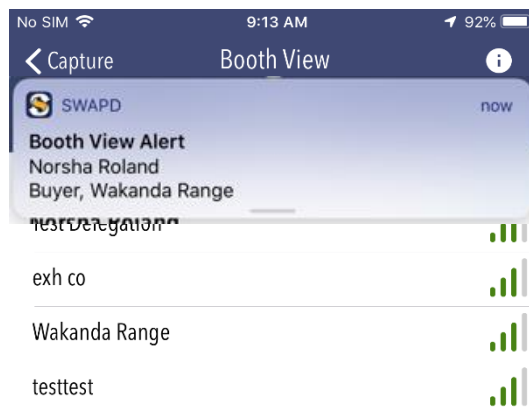 No SIM 9:13 AM 92%
Capture Booth View
SWAPD now
Booth View Alert
Norsha Roland
Buyer, Wakanda Range
Test Delegation
exh co
Wakanda Range
testtest